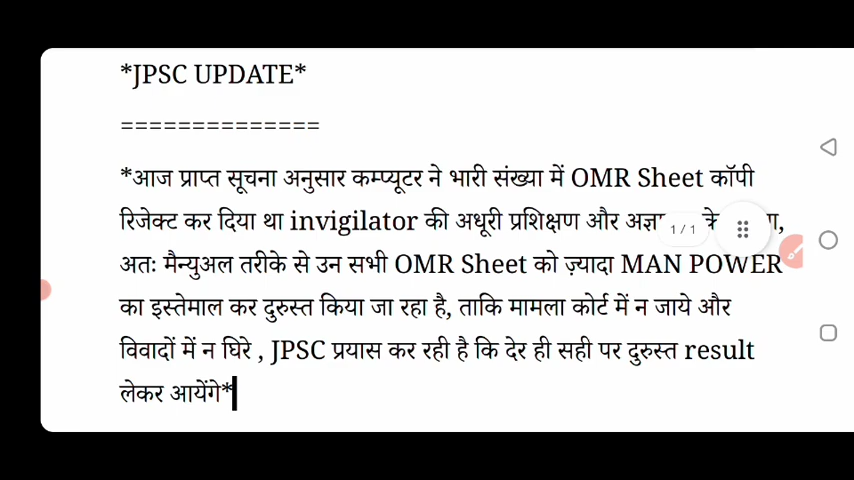 *JPSC UPDATE*
==============
*आज प्राप्त सूचना अनुसार कम्प्यूटर ने भारी संख्या में OMR Sheet कॉपी
रिजेक्ट कर दिया था invigilator की अधूरी प्रशिक्षण और 1/1
अतः मैन्युअल तरीके से उन सभी OMR Sheet को ज़्यादा MAN POWER
का इस्तेमाल कर दुरुस्त किया जा रहा है, ताकि मामला कोर्ट में न जाये और
विवादों में न घिरे , JPSC प्रयास कर रही है कि देर ही सही पर दुरुस्त result
लेकर आयेंगे*